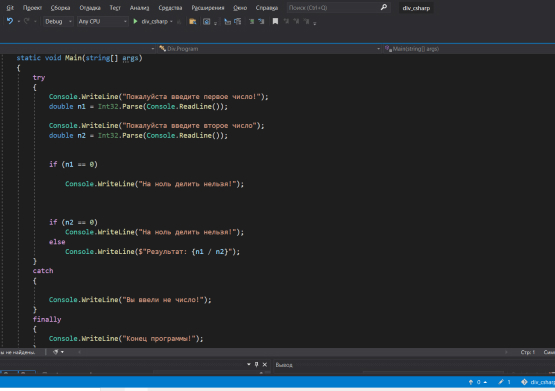 Git Проект Сборка Отладка Тест Анализ Средства Расширения Окно Справка Поиск (Ctrl+Q) div_csharp
Debug Any CPU div_csharp
Div.Program Main(string[] args)
static void Main(string[] args)
{
try
{
Console.WriteLine("Пожалуйста введите первое число!");
double n1 = Int32.Parse(Console.ReadLine());
Console.WriteLine("Пожалуйста введите второе число");
double n2 = Int32.Parse(Console.ReadLine());
if (n1 == 0)
Console.WriteLine("На ноль делить нельзя!");
if (n2 == 0)
Console.WriteLine("На ноль делить нельзя!");
else
Console.WriteLine($"Результат: {n1 / n2}");
}
catch
{
Console.WriteLine("Вы ввели не число!");
}
finally
{
Console.WriteLine("Конец программы!");
}
ы не найдены. Стр: 1
Вывод
0 1 div_csharp